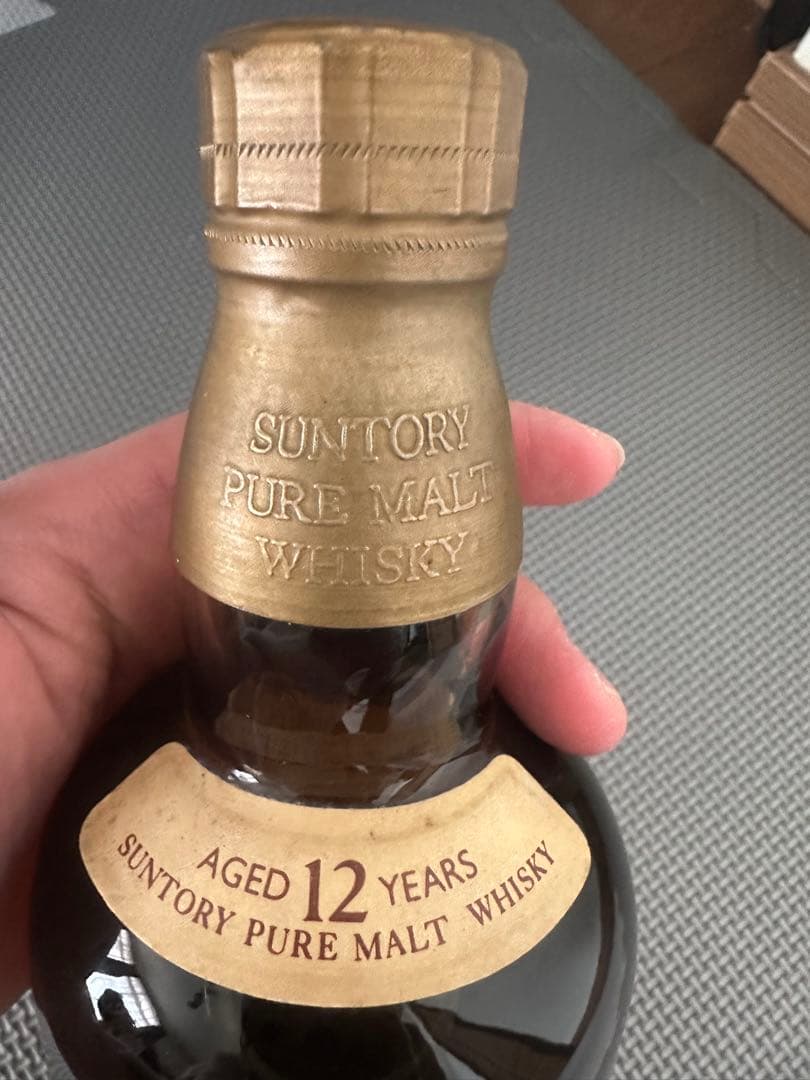 SUNTORY
PURE MALT
WHISKY
AGED 12 YEARS
SUNTORY PURE MALT WHISKY